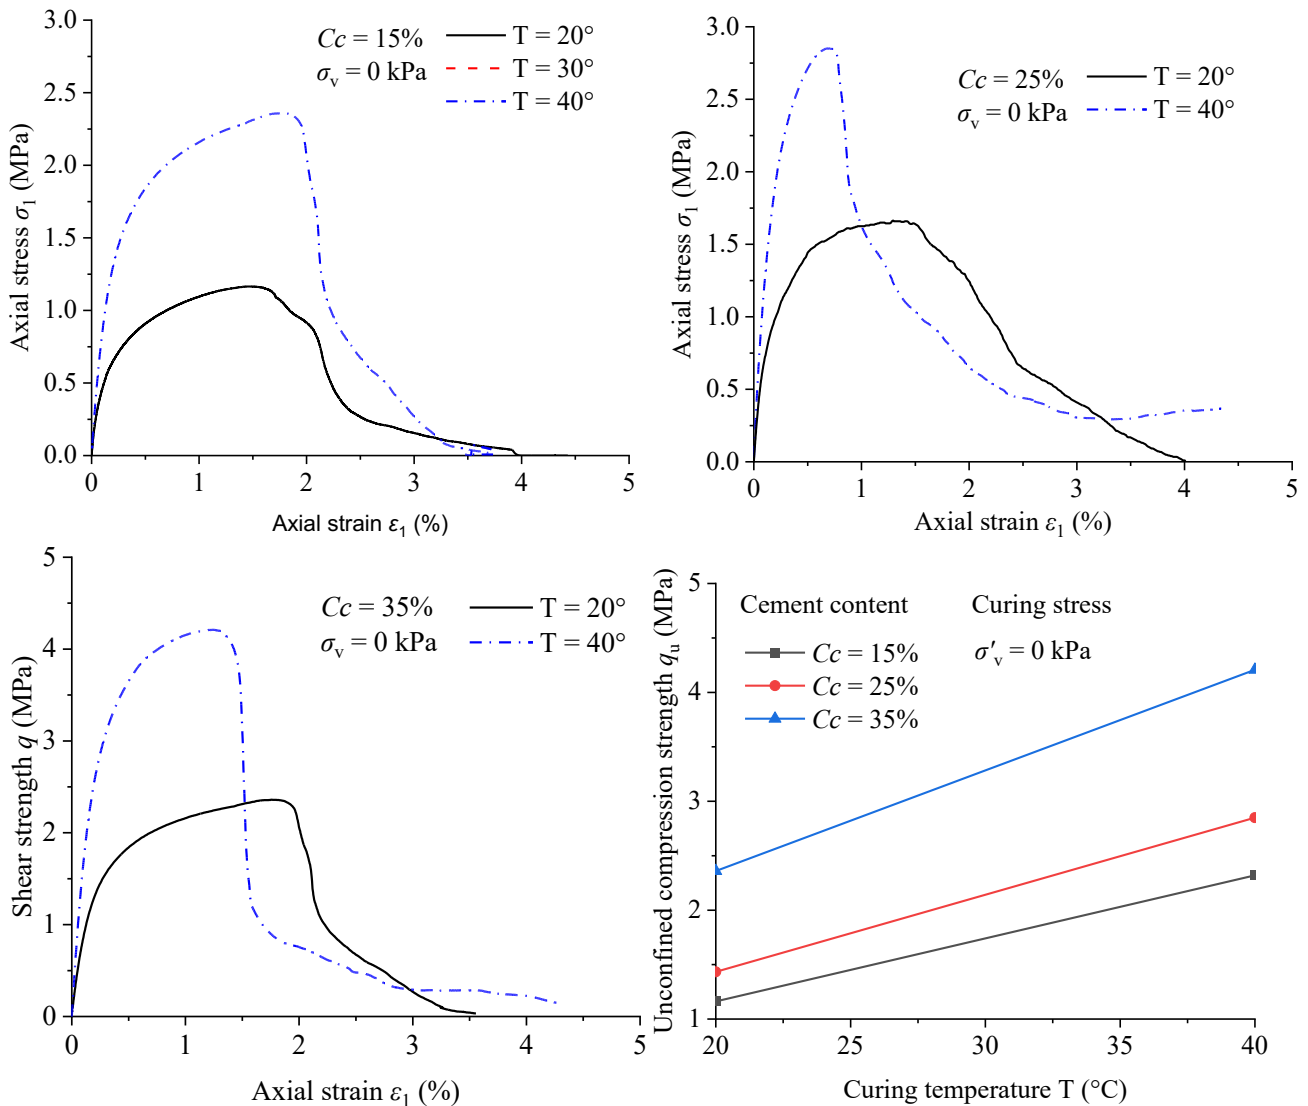 3.0
2.5
2.0
1.5
1.0
0.5
0.0
0
1
2
3
4
5
Axial stress σ1 (MPa)
Axial strain ε1 (%)
Cc = 15%
σv = 0 kPa
T = 20°
T = 30°
T = 40°
3.0
2.5
2.0
1.5
1.0
0.5
0.0
0
1
2
3
4
5
Axial stress σ1 (MPa)
Axial strain ε1 (%)
Cc = 25%
σv = 0 kPa
T = 20°
T = 40°
5
4
3
2
1
0
0
1
2
3
4
5
Shear strength q (MPa)
Axial strain ε1 (%)
Cc = 35%
σv = 0 kPa
T = 20°
T = 40°
5
4
3
2
1
20
25
30
35
40
Unconfined compression strength qu (MPa)
Curing temperature T (°C)
Cement content
Cc = 15%
Cc = 25%
Cc = 35%
Curing stress
σ′v = 0 kPa